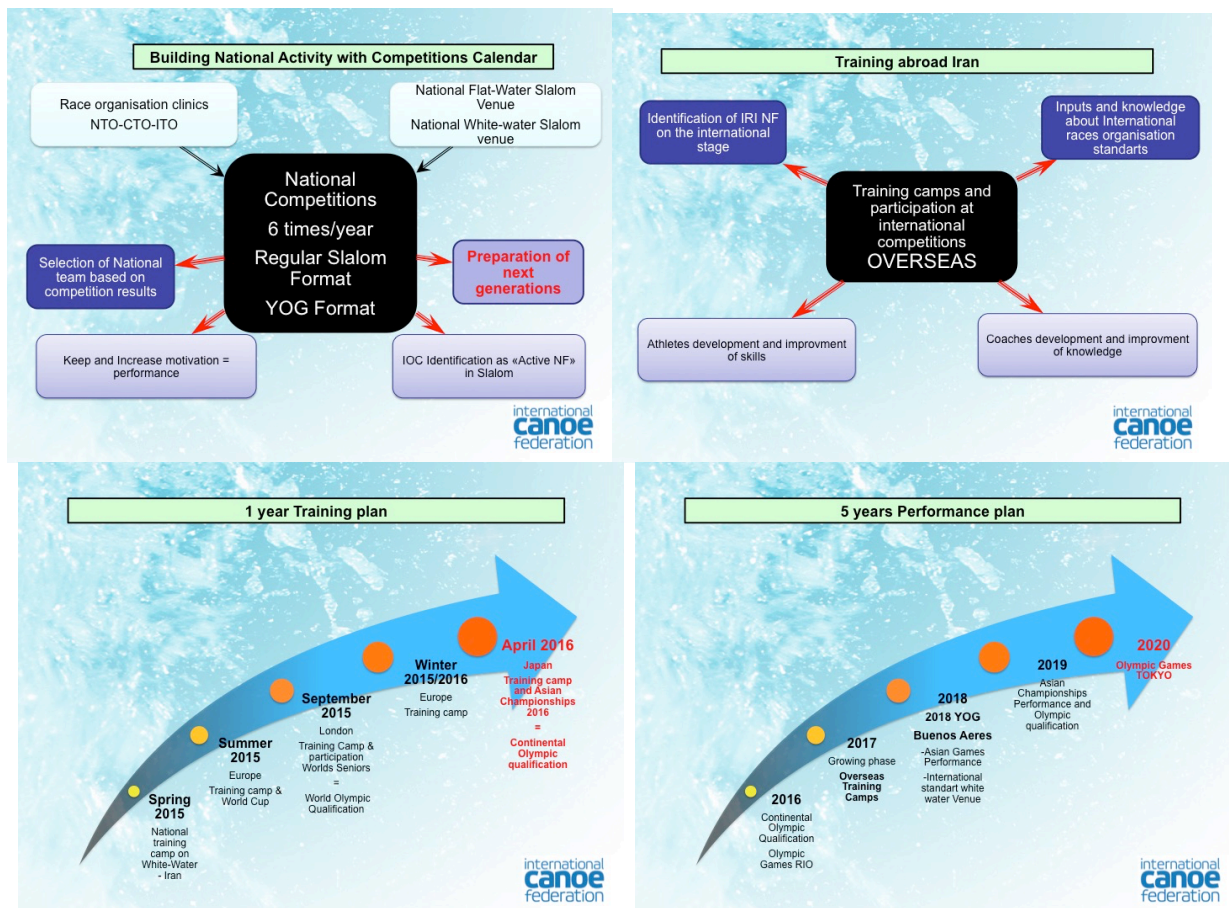 Building National Activity with Competitions Calendar
Race organisation clinics
NTO-CTO-ITO
National Flat-Water Slalom
Venue
National White-water Slalom
venue
National
Competitions
6 times/year
Regular Slalom
Format
YOG Format
Selection of National
team based on
competition results
Preparation of
next
generations
Keep and Increase motivation =
performance
IOC Identification as «Active NF»
in Slalom
international
canoe
federation
Training abroad Iran
Identification of IRI NF
on the international
stage
Inputs and knowledge
about International
races organisation
standarts
Training camps and
participation at
international
competitions
OVERSEAS
Athletes development and improvment
of skills
Coaches development and improvment
of knowledge
international
canoe
federation
1 year Training plan
Spring
2015
National
training
camp on
White-Water
- Iran
Summer
2015
Europe
Training camp &
World Cup
September
2015
London
Training Camp &
participation
Worlds Seniors
=
World Olympic
Qualification
Winter
2015/2016
Europe
Training camp
April 2016
Japan
Training camp
and Asian
Championships
2016
=
Continental
Olympic
qualification
international
canoe
federation
5 years Performance plan
2016
Continental
Olympic
Qualification
Olympic
Games RIO
2017
Growing phase
Overseas
Training
Camps
2018
2018 YOG
Buenos Aeres
-Asian Games
Performance
-International
standart white
water Venue
2019
Asian
Championships
Performance and
Olympic
qualification
2020
Olympic Games
TOKYO
international
canoe
federation